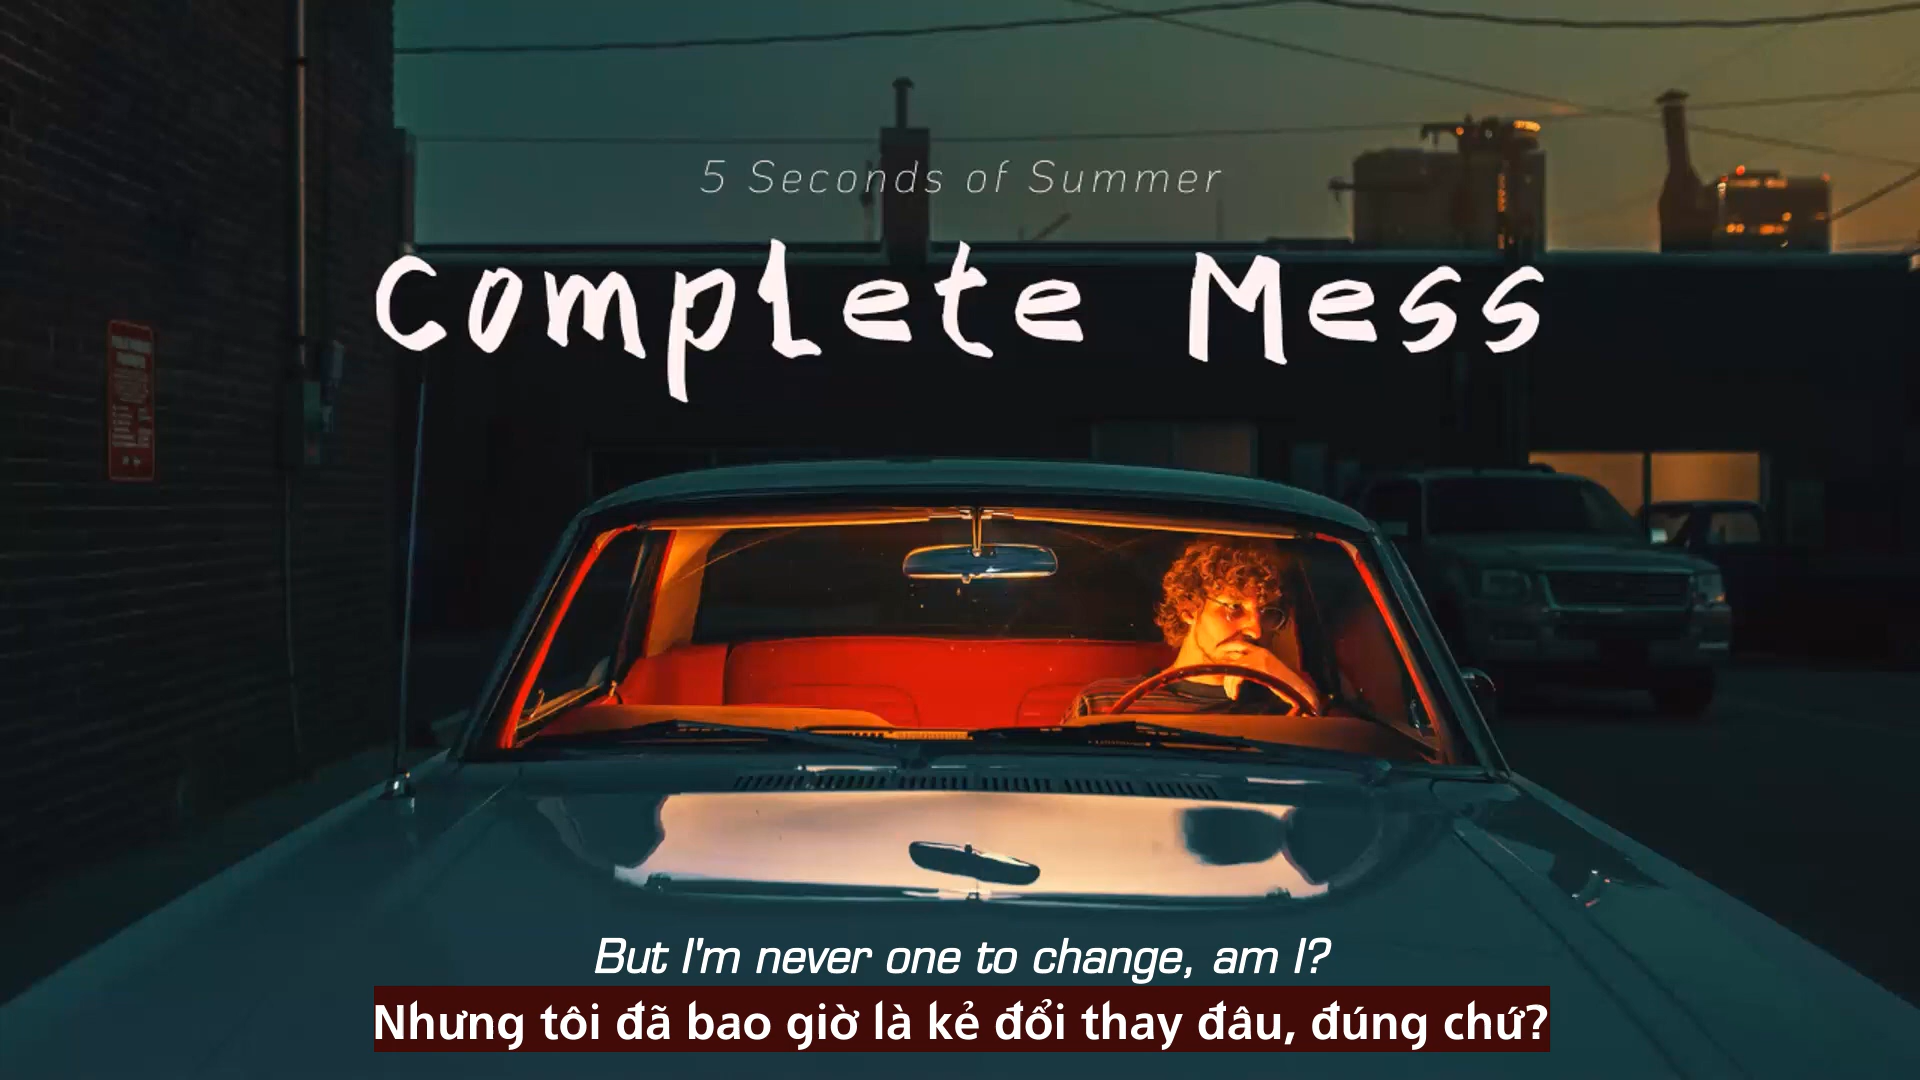 5 Seconds of Summer
Complete Mess
But I'm never one to change, am I?
Nhưng tôi đã bao giờ là kẻ đổi thay đâu, đúng chứ?